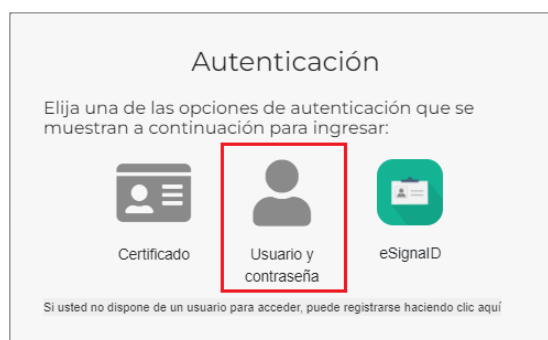 Autenticación
Elija una de las opciones de autenticación que se
muestran a continuación para ingresar:
Certificado
Usuario y
contraseña
eSignaID
Si usted no dispone de un usuario para acceder, puede registrarse haciendo clic aquí